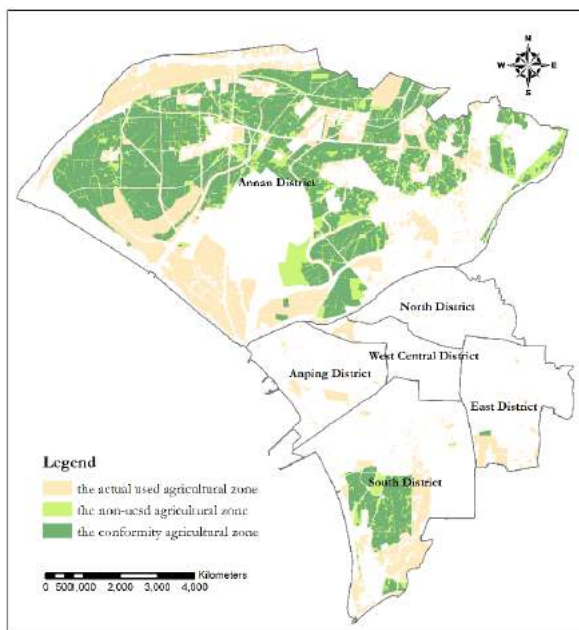 N
W E
S
Annan District
North District
West Central District
Anping District
East District
South District
Legend
the actual used agricultural zone
the non-used agricultural zone
the conformity agricultural zone
Kilometers
0 5001,000 2,000 3,000 4,000